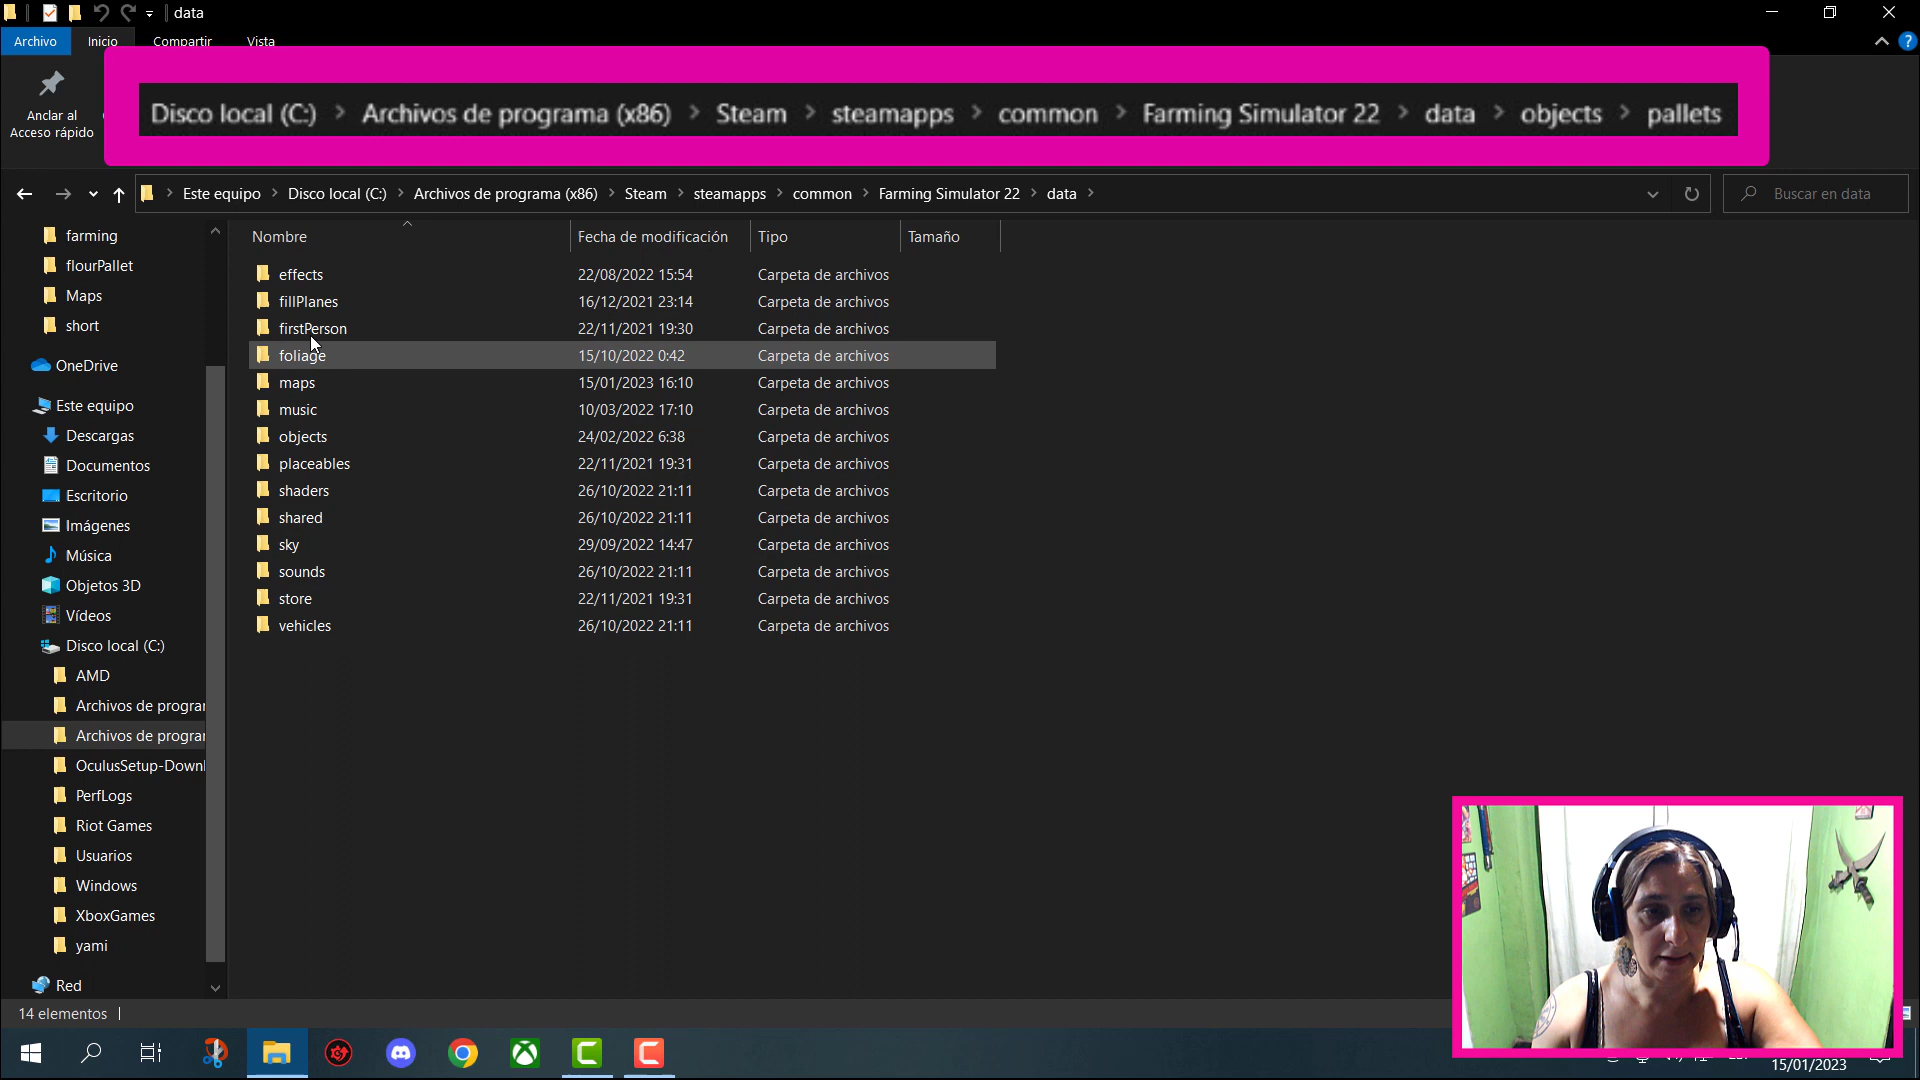 data
Archivo Inicio Compartir Vista
Disco local (C:) > Archivos de programa (x86) > Steam > steamapps > common > Farming Simulator 22 > data > objects > pallets
Anclar al
Acceso rápido
Este equipo > Disco local (C:) > Archivos de programa (x86) > Steam > steamapps > common > Farming Simulator 22 > data >
Buscar en data
farming
flourPallet
Maps
short
OneDrive
Este equipo
Descargas
Documentos
Escritorio
Imágenes
Música
Objetos 3D
Vídeos
Disco local (C:)
AMD
Archivos de prograr
Archivos de prograr
OculusSetup-Downl
PerfLogs
Riot Games
Usuarios
Windows
XboxGames
yami
Red
Nombre Fecha de modificación Tipo Tamaño
effects 22/08/2022 15:54 Carpeta de archivos
fillPlanes 16/12/2021 23:14 Carpeta de archivos
firstPerson 22/11/2021 19:30 Carpeta de archivos
foliage 15/10/2022 0:42 Carpeta de archivos
maps 15/01/2023 16:10 Carpeta de archivos
music 10/03/2022 17:10 Carpeta de archivos
objects 24/02/2022 6:38 Carpeta de archivos
placeables 22/11/2021 19:31 Carpeta de archivos
shaders 26/10/2022 21:11 Carpeta de archivos
shared 26/10/2022 21:11 Carpeta de archivos
sky 29/09/2022 14:47 Carpeta de archivos
sounds 26/10/2022 21:11 Carpeta de archivos
store 22/11/2021 19:31 Carpeta de archivos
vehicles 26/10/2022 21:11 Carpeta de archivos
14 elementos
15/01/2023